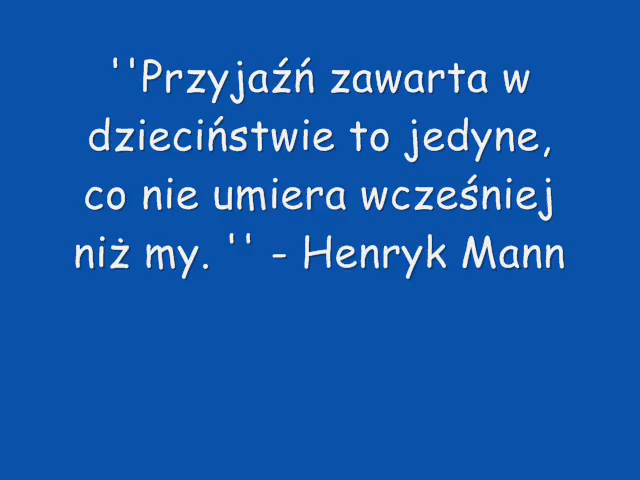 ''Przyjaźń zawarta w
dzieciństwie to jedyne,
co nie umiera wcześniej
niż my. '' - Henryk Mann